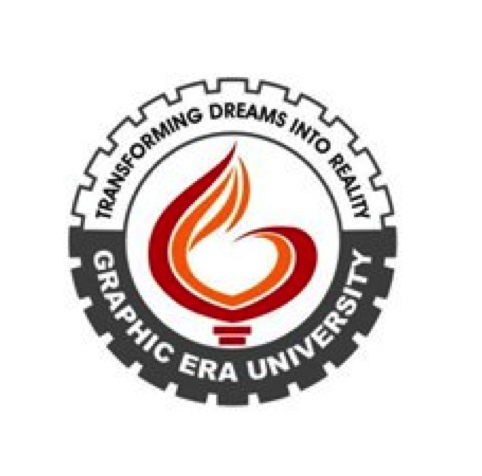 TRANSFORMING DREAMS INTO REALITY
GRAPHIC ERA UNIVERSITY